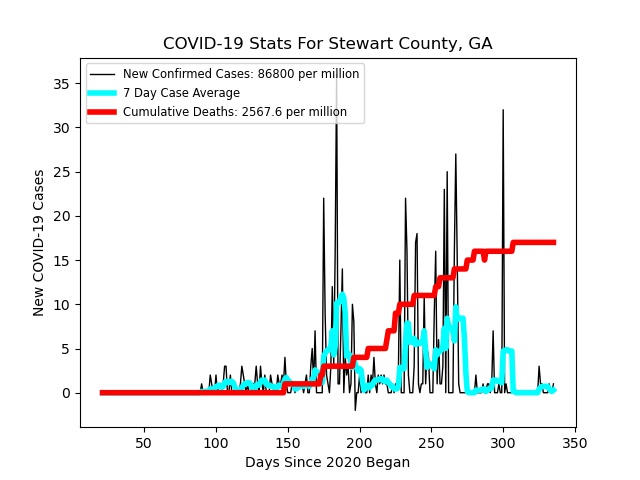 COVID-19 Stats For Stewart County, GA
New Confirmed Cases: 86800 per million
7 Day Case Average
Cumulative Deaths: 2567.6 per million
New COVID-19 Cases
35
30
25
20
15
10
5
0
50
100
150
200
250
300
350
Days Since 2020 Began